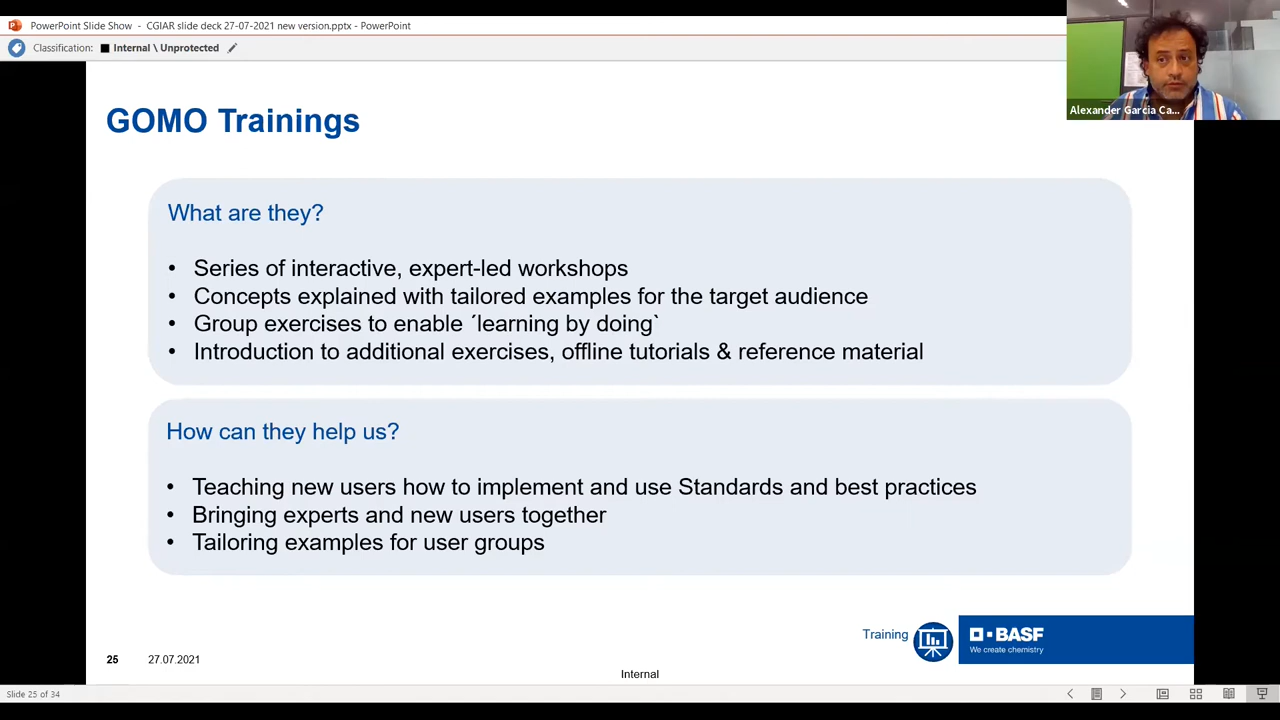 PowerPoint Slide Show - CGIAR slide deck 27-07-2021 new version.pptx - PowerPoint
Classification: Internal \ Unprotected
Alexander Garcia Ca...
GOMO Trainings
What are they?
• Series of interactive, expert-led workshops
• Concepts explained with tailored examples for the target audience
• Group exercises to enable ´learning by doing`
• Introduction to additional exercises, offline tutorials & reference material
How can they help us?
• Teaching new users how to implement and use Standards and best practices
• Bringing experts and new users together
• Tailoring examples for user groups
Training
BASF
We create chemistry
25 27.07.2021
Internal
Slide 25 of 34